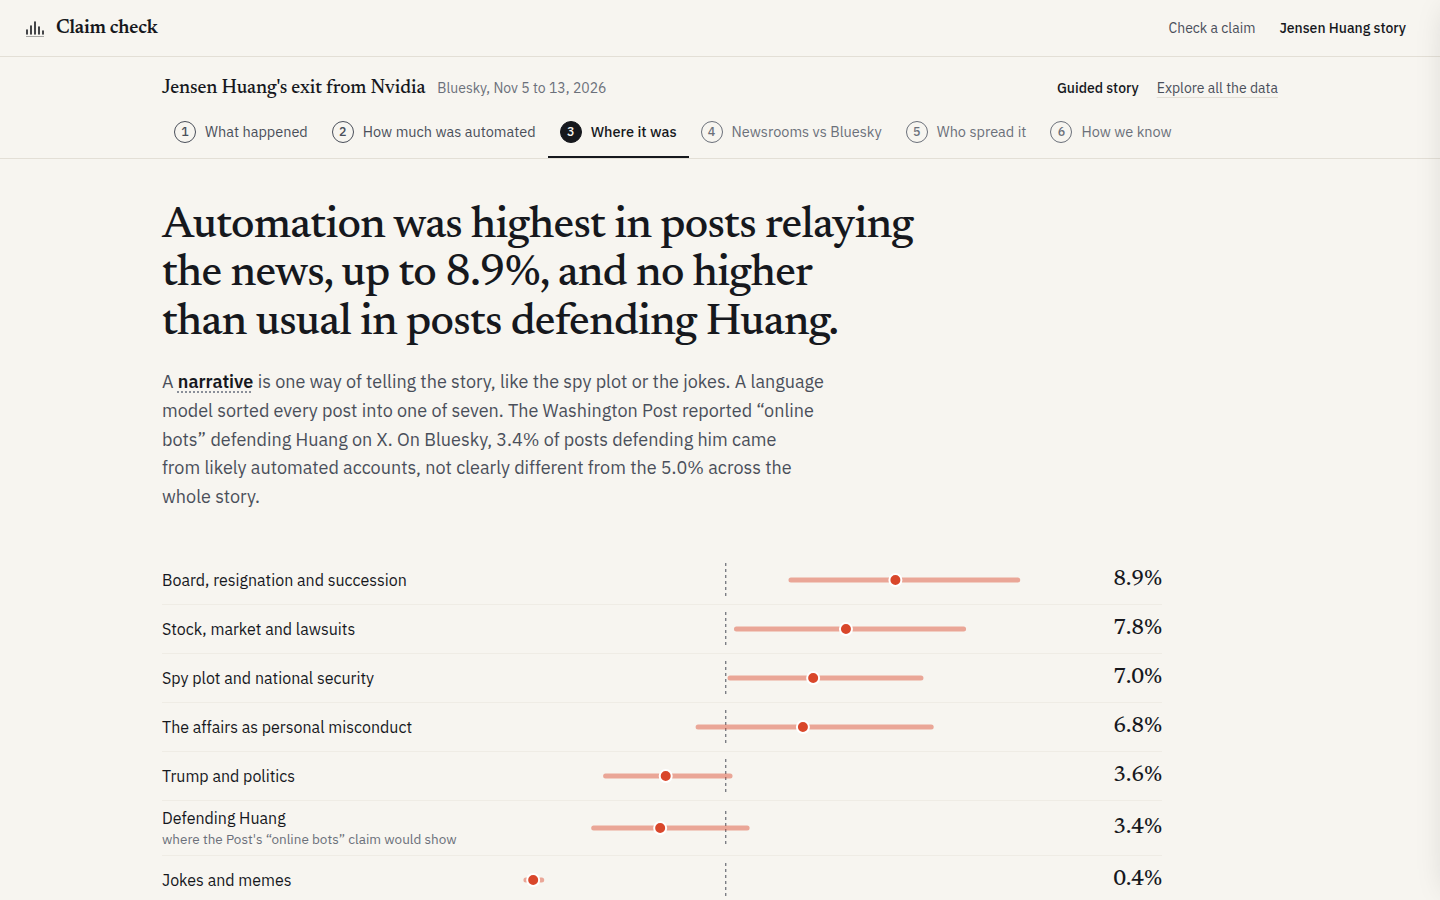 Claim check
Check a claim
Jensen Huang story
Jensen Huang's exit from Nvidia
Bluesky, Nov 5 to 13, 2026
Guided story
Explore all the data
1 What happened
2 How much was automated
3 Where it was
4 Newsrooms vs Bluesky
5 Who spread it
6 How we know
Automation was highest in posts relaying
the news, up to 8.9%, and no higher
than usual in posts defending Huang.
A narrative is one way of telling the story, like the spy plot or the jokes. A language
model sorted every post into one of seven. The Washington Post reported “online
bots” defending Huang on X. On Bluesky, 3.4% of posts defending him came
from likely automated accounts, not clearly different from the 5.0% across the
whole story.
Board, resignation and succession 8.9%
Stock, market and lawsuits 7.8%
Spy plot and national security 7.0%
The affairs as personal misconduct 6.8%
Trump and politics 3.6%
Defending Huang 3.4%
where the Post's “online bots” claim would show
Jokes and memes 0.4%